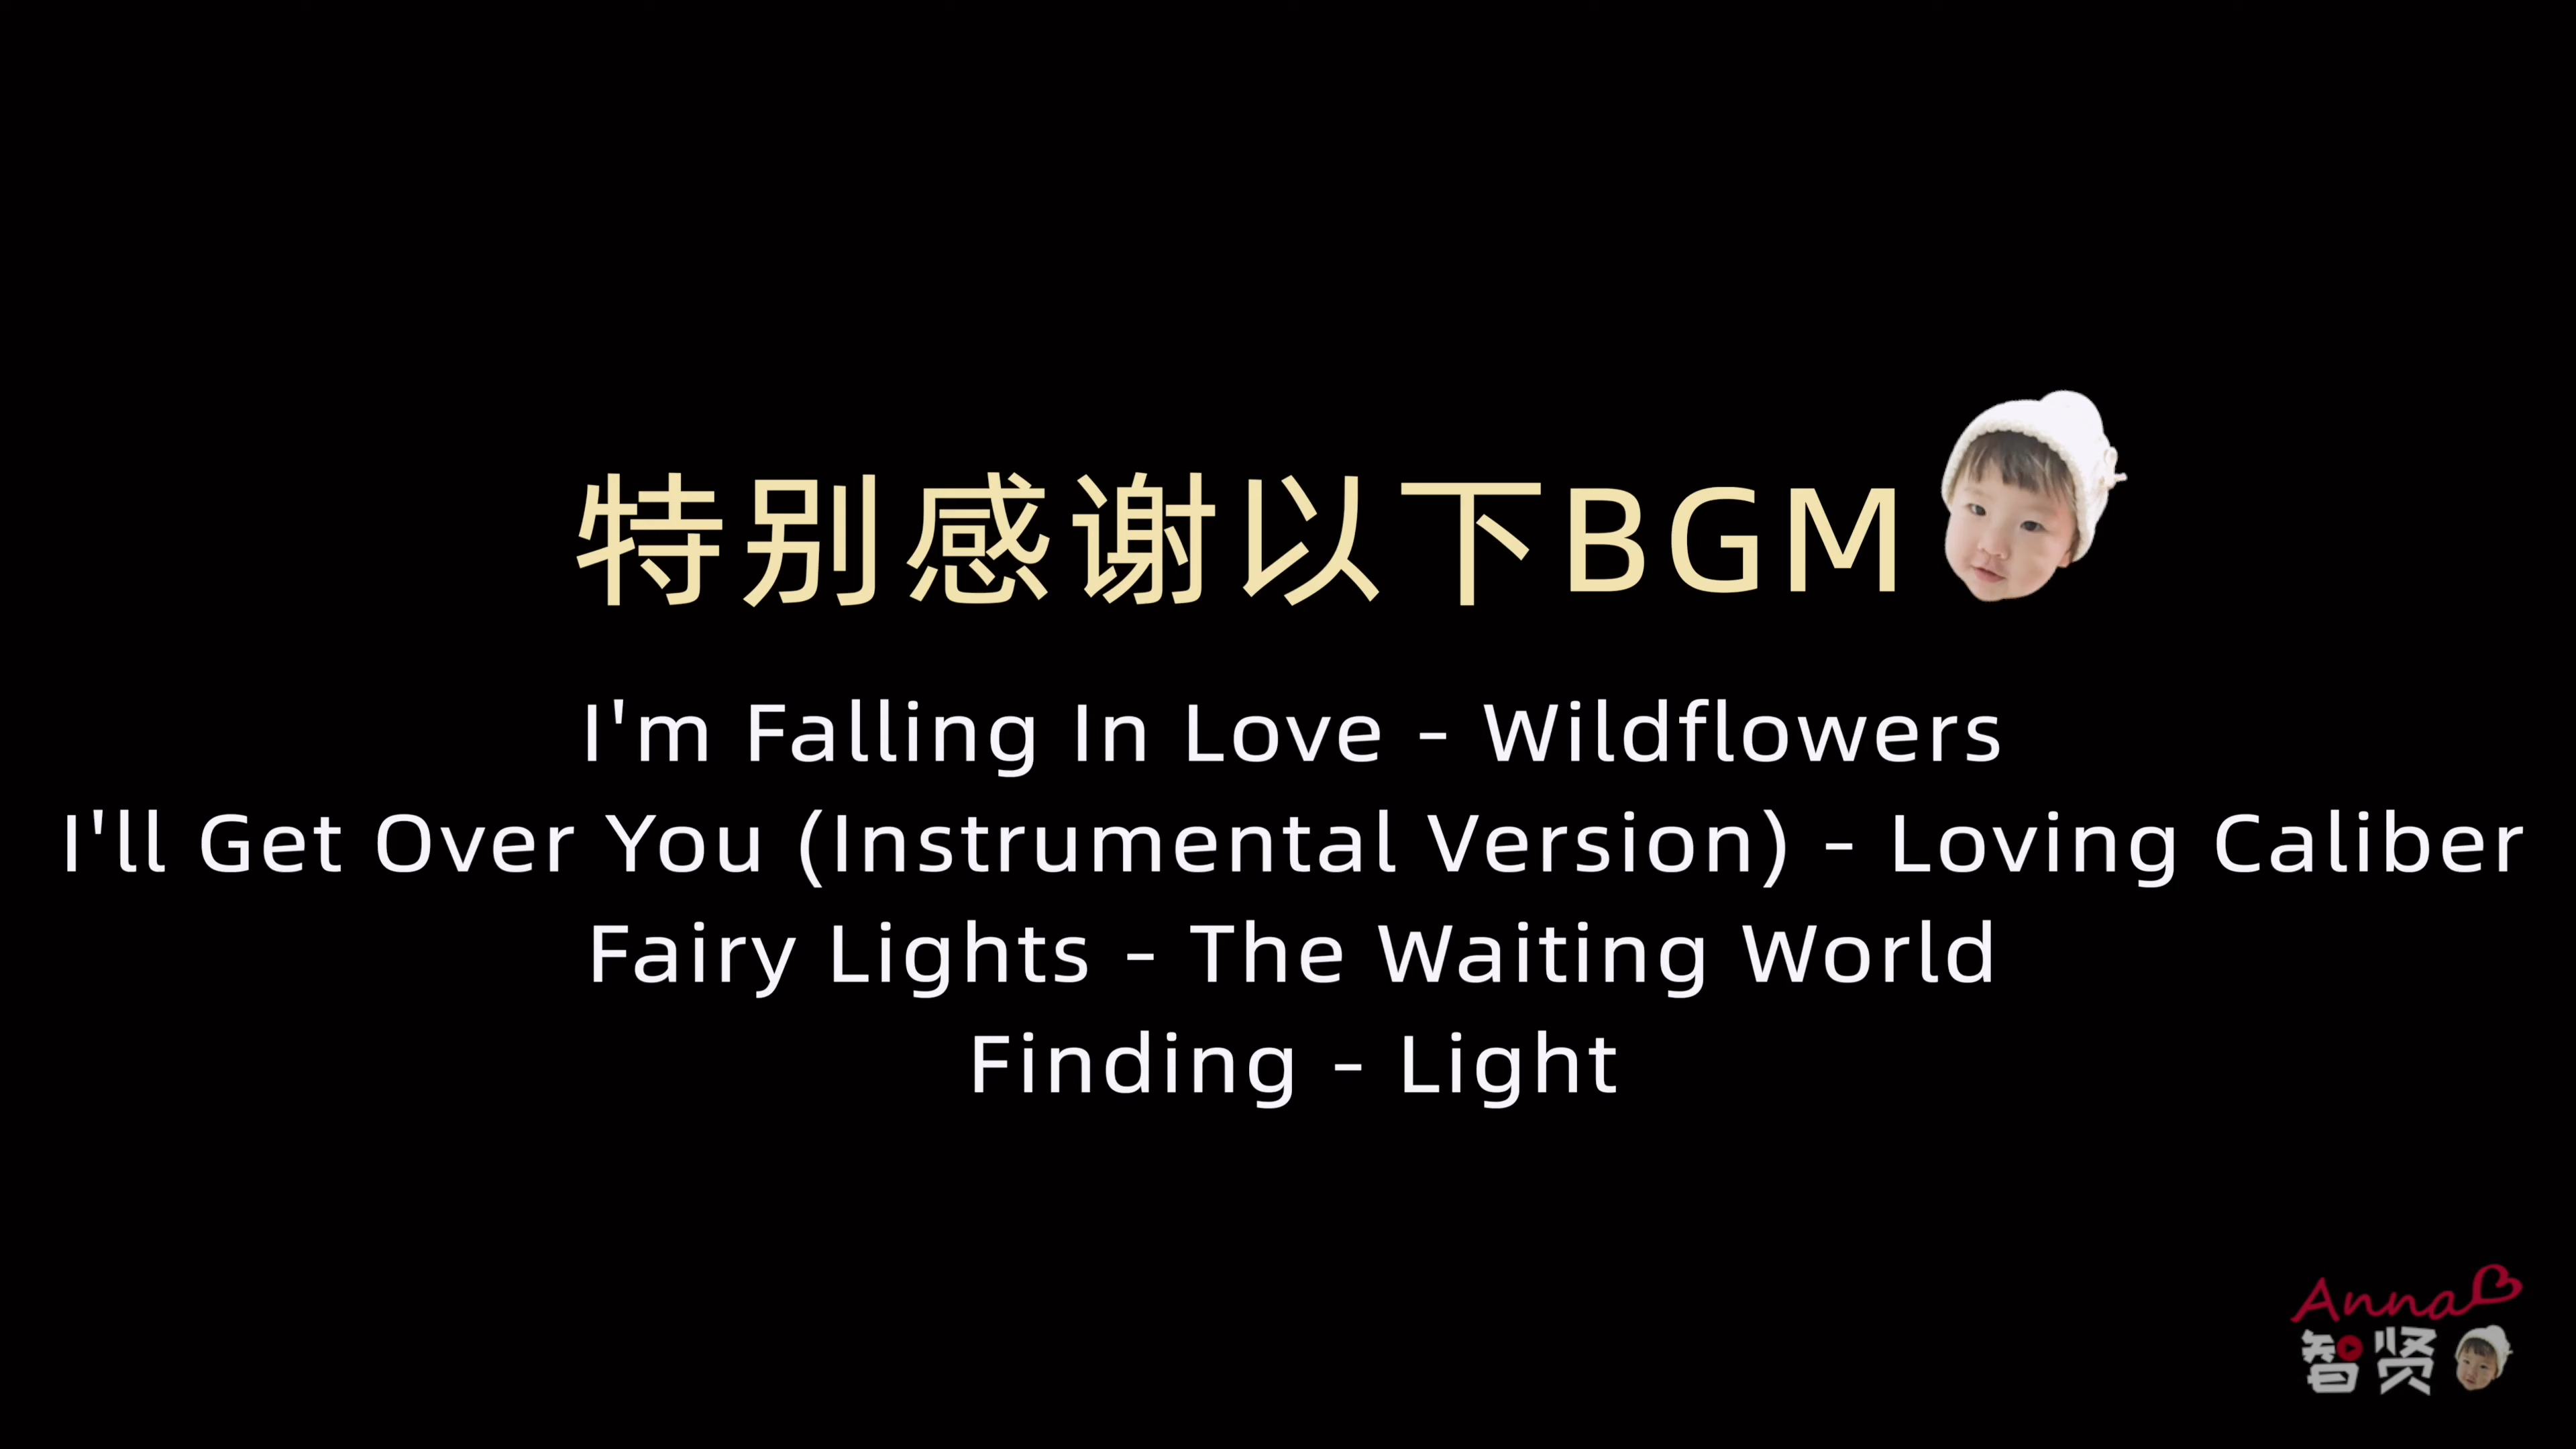 特别感谢以下BGM
I'm Falling In Love - Wildflowers
I'll Get Over You (Instrumental Version) - Loving Caliber
Fairy Lights - The Waiting World
Finding - Light
Anna
智贤